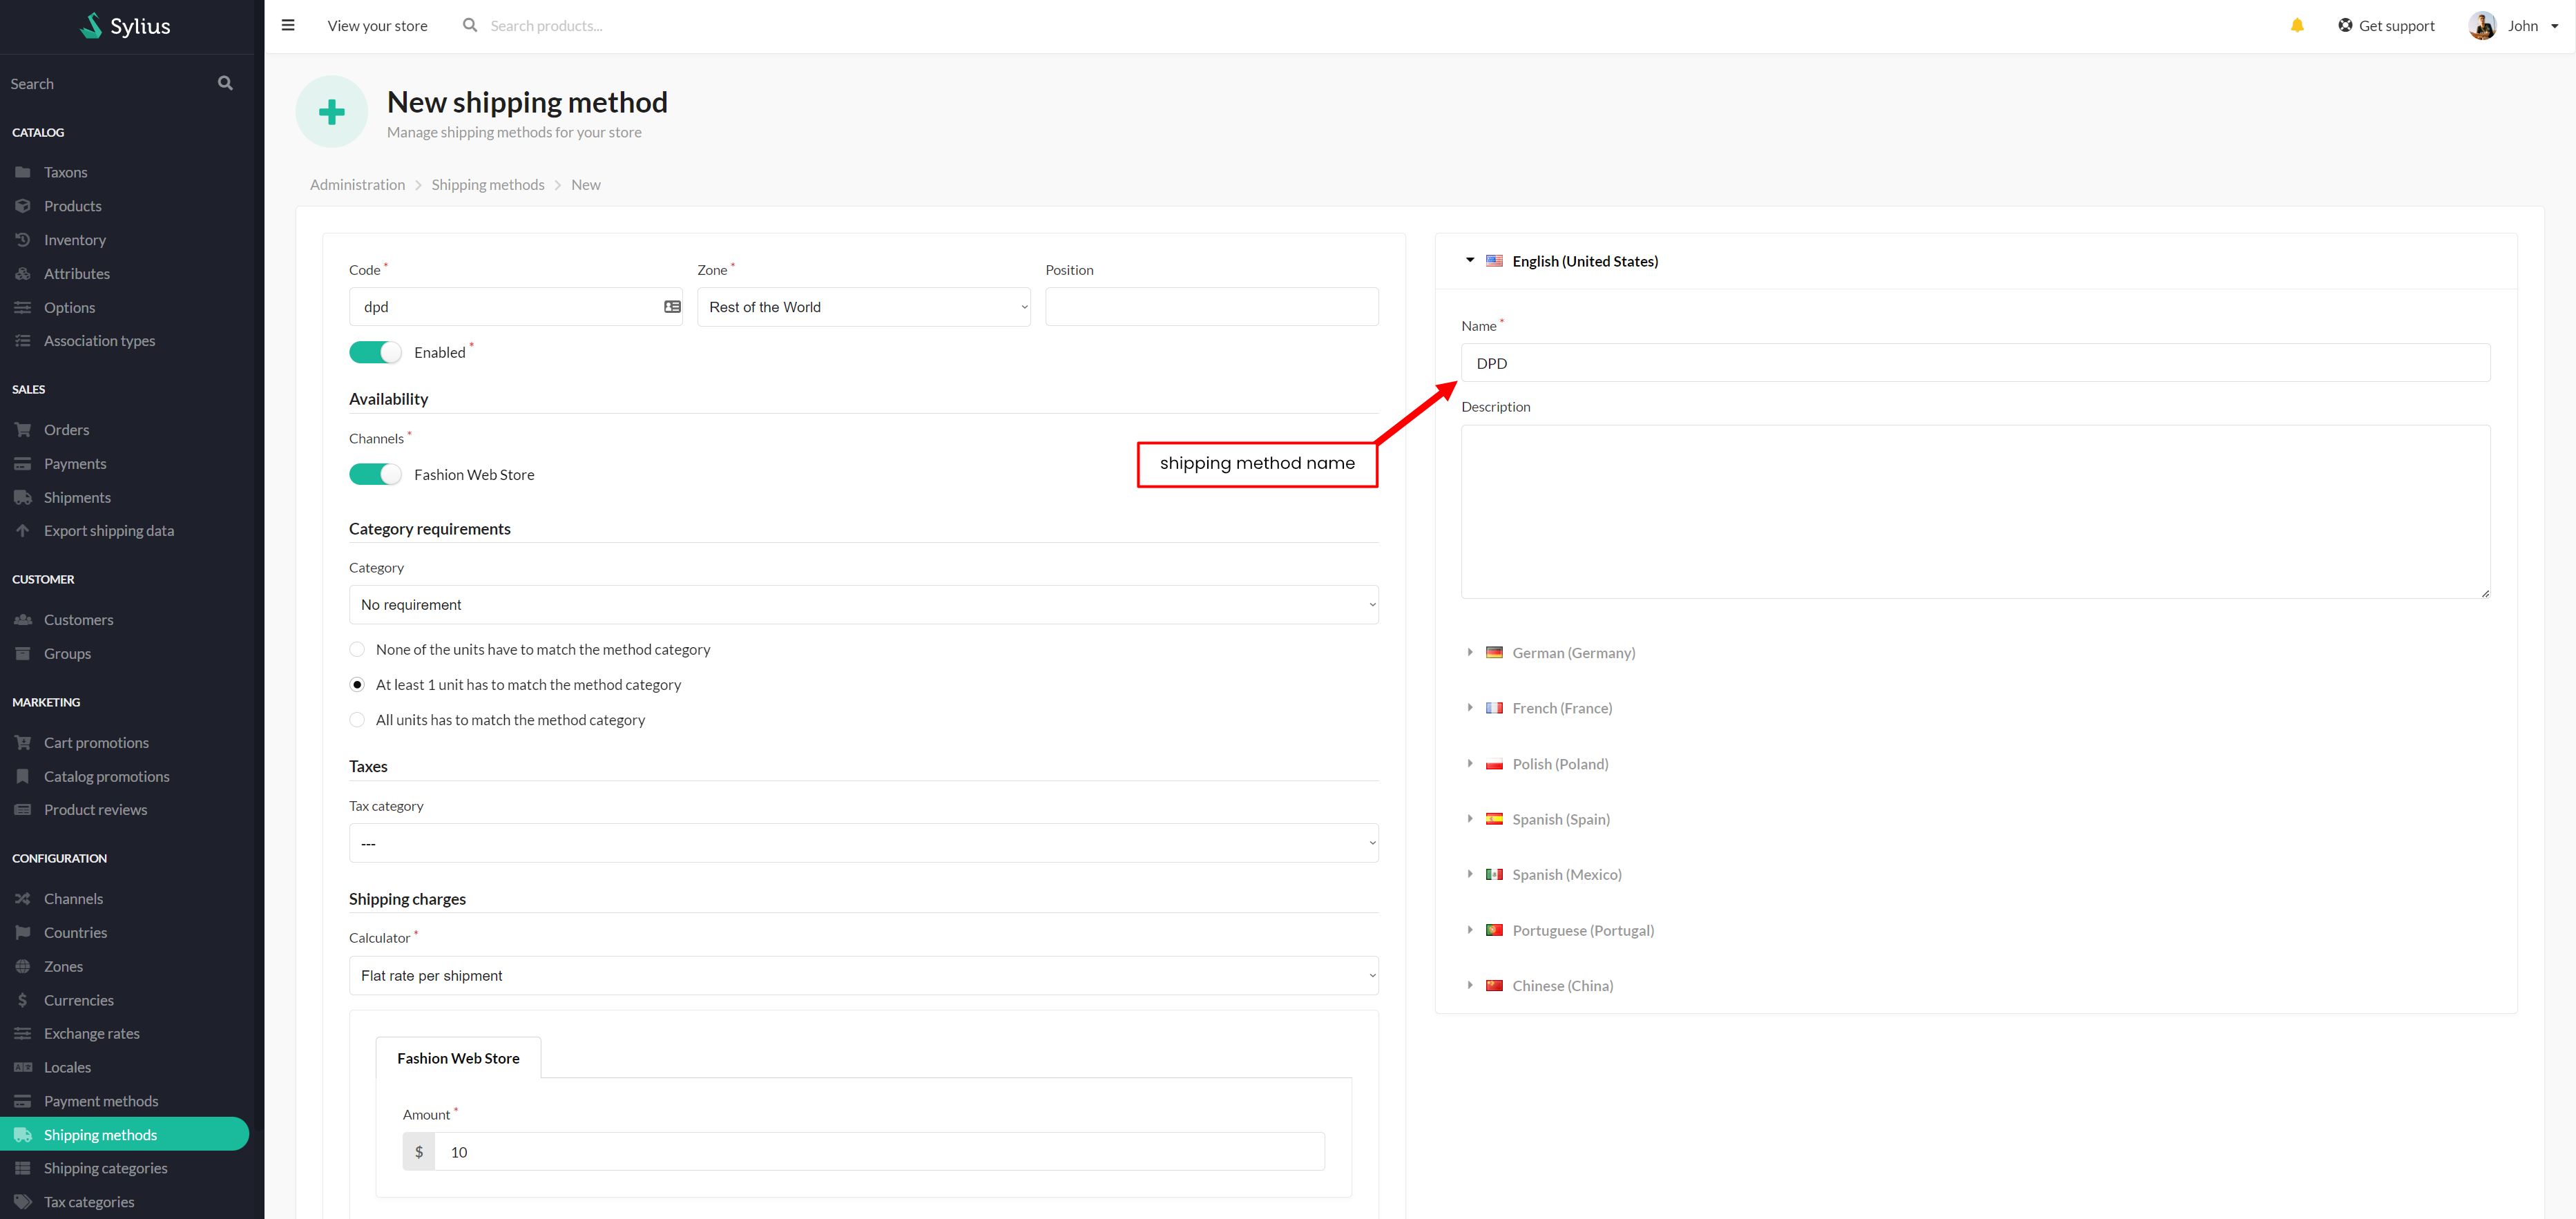 Sylius
View your store
Search products...
Get support
John
Search
CATALOG
Taxons
Products
Inventory
Attributes
Options
Association types
SALES
Orders
Payments
Shipments
Export shipping data
CUSTOMER
Customers
Groups
MARKETING
Cart promotions
Catalog promotions
Product reviews
CONFIGURATION
Channels
Countries
Zones
Currencies
Exchange rates
Locales
Payment methods
Shipping methods
Shipping categories
Tax categories
New shipping method
Manage shipping methods for your store
Administration > Shipping methods > New
Code *
dpd
Zone *
Rest of the World
Position
Enabled *
Availability
Channels *
Fashion Web Store
Category requirements
Category
No requirement
None of the units have to match the method category
At least 1 unit has to match the method category
All units has to match the method category
Taxes
Tax category
---
Shipping charges
Calculator *
Flat rate per shipment
Fashion Web Store
Amount *
$ 10
shipping method name
English (United States)
Name *
DPD
Description
German (Germany)
French (France)
Polish (Poland)
Spanish (Spain)
Spanish (Mexico)
Portuguese (Portugal)
Chinese (China)